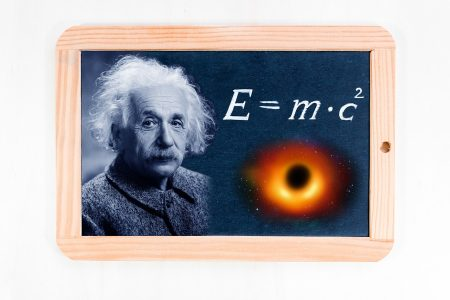 E = m·c²